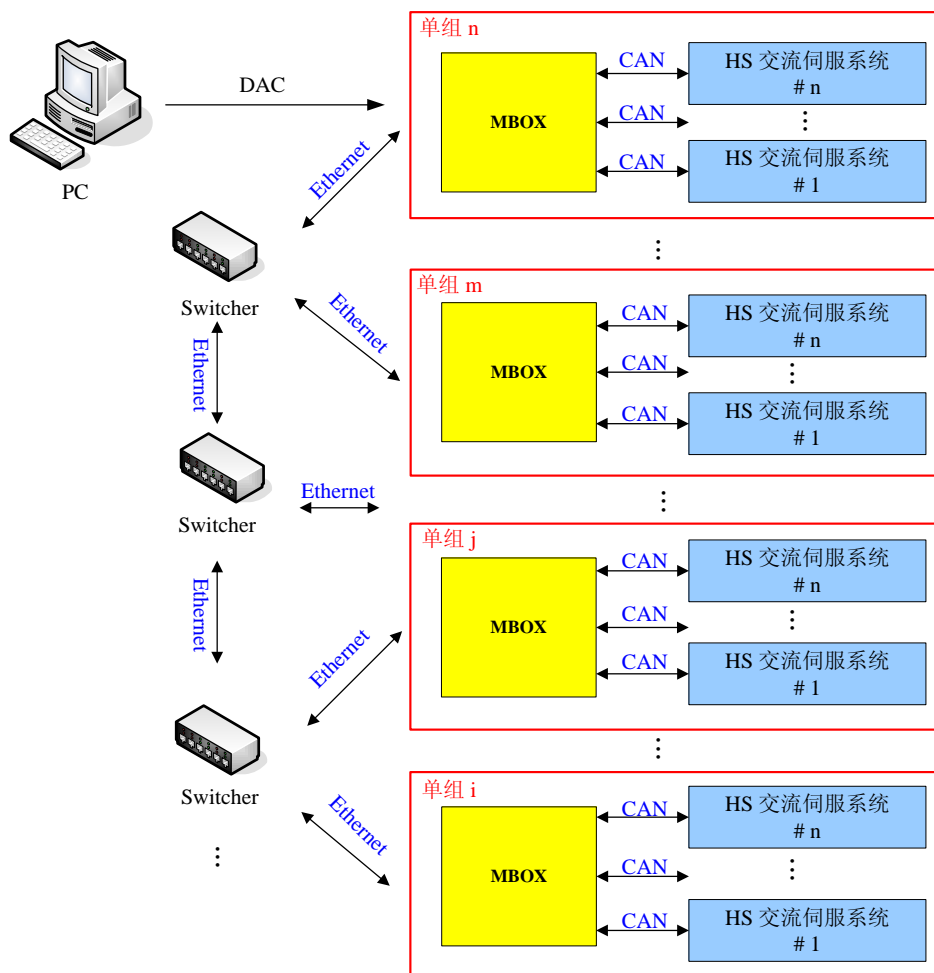 单组 n
DAC
PC
MBOX
CAN
CAN
CAN
HS 交流伺服系统
# n
HS 交流伺服系统
# 1
Ethernet
Switcher
Ethernet
Ethernet
单组 m
MBOX
CAN
CAN
CAN
HS 交流伺服系统
# n
HS 交流伺服系统
# 1
Switcher
Ethernet
Ethernet
单组 j
MBOX
CAN
CAN
CAN
HS 交流伺服系统
# n
HS 交流伺服系统
# 1
Ethernet
Switcher
Ethernet
单组 i
MBOX
CAN
CAN
CAN
HS 交流伺服系统
# n
HS 交流伺服系统
# 1